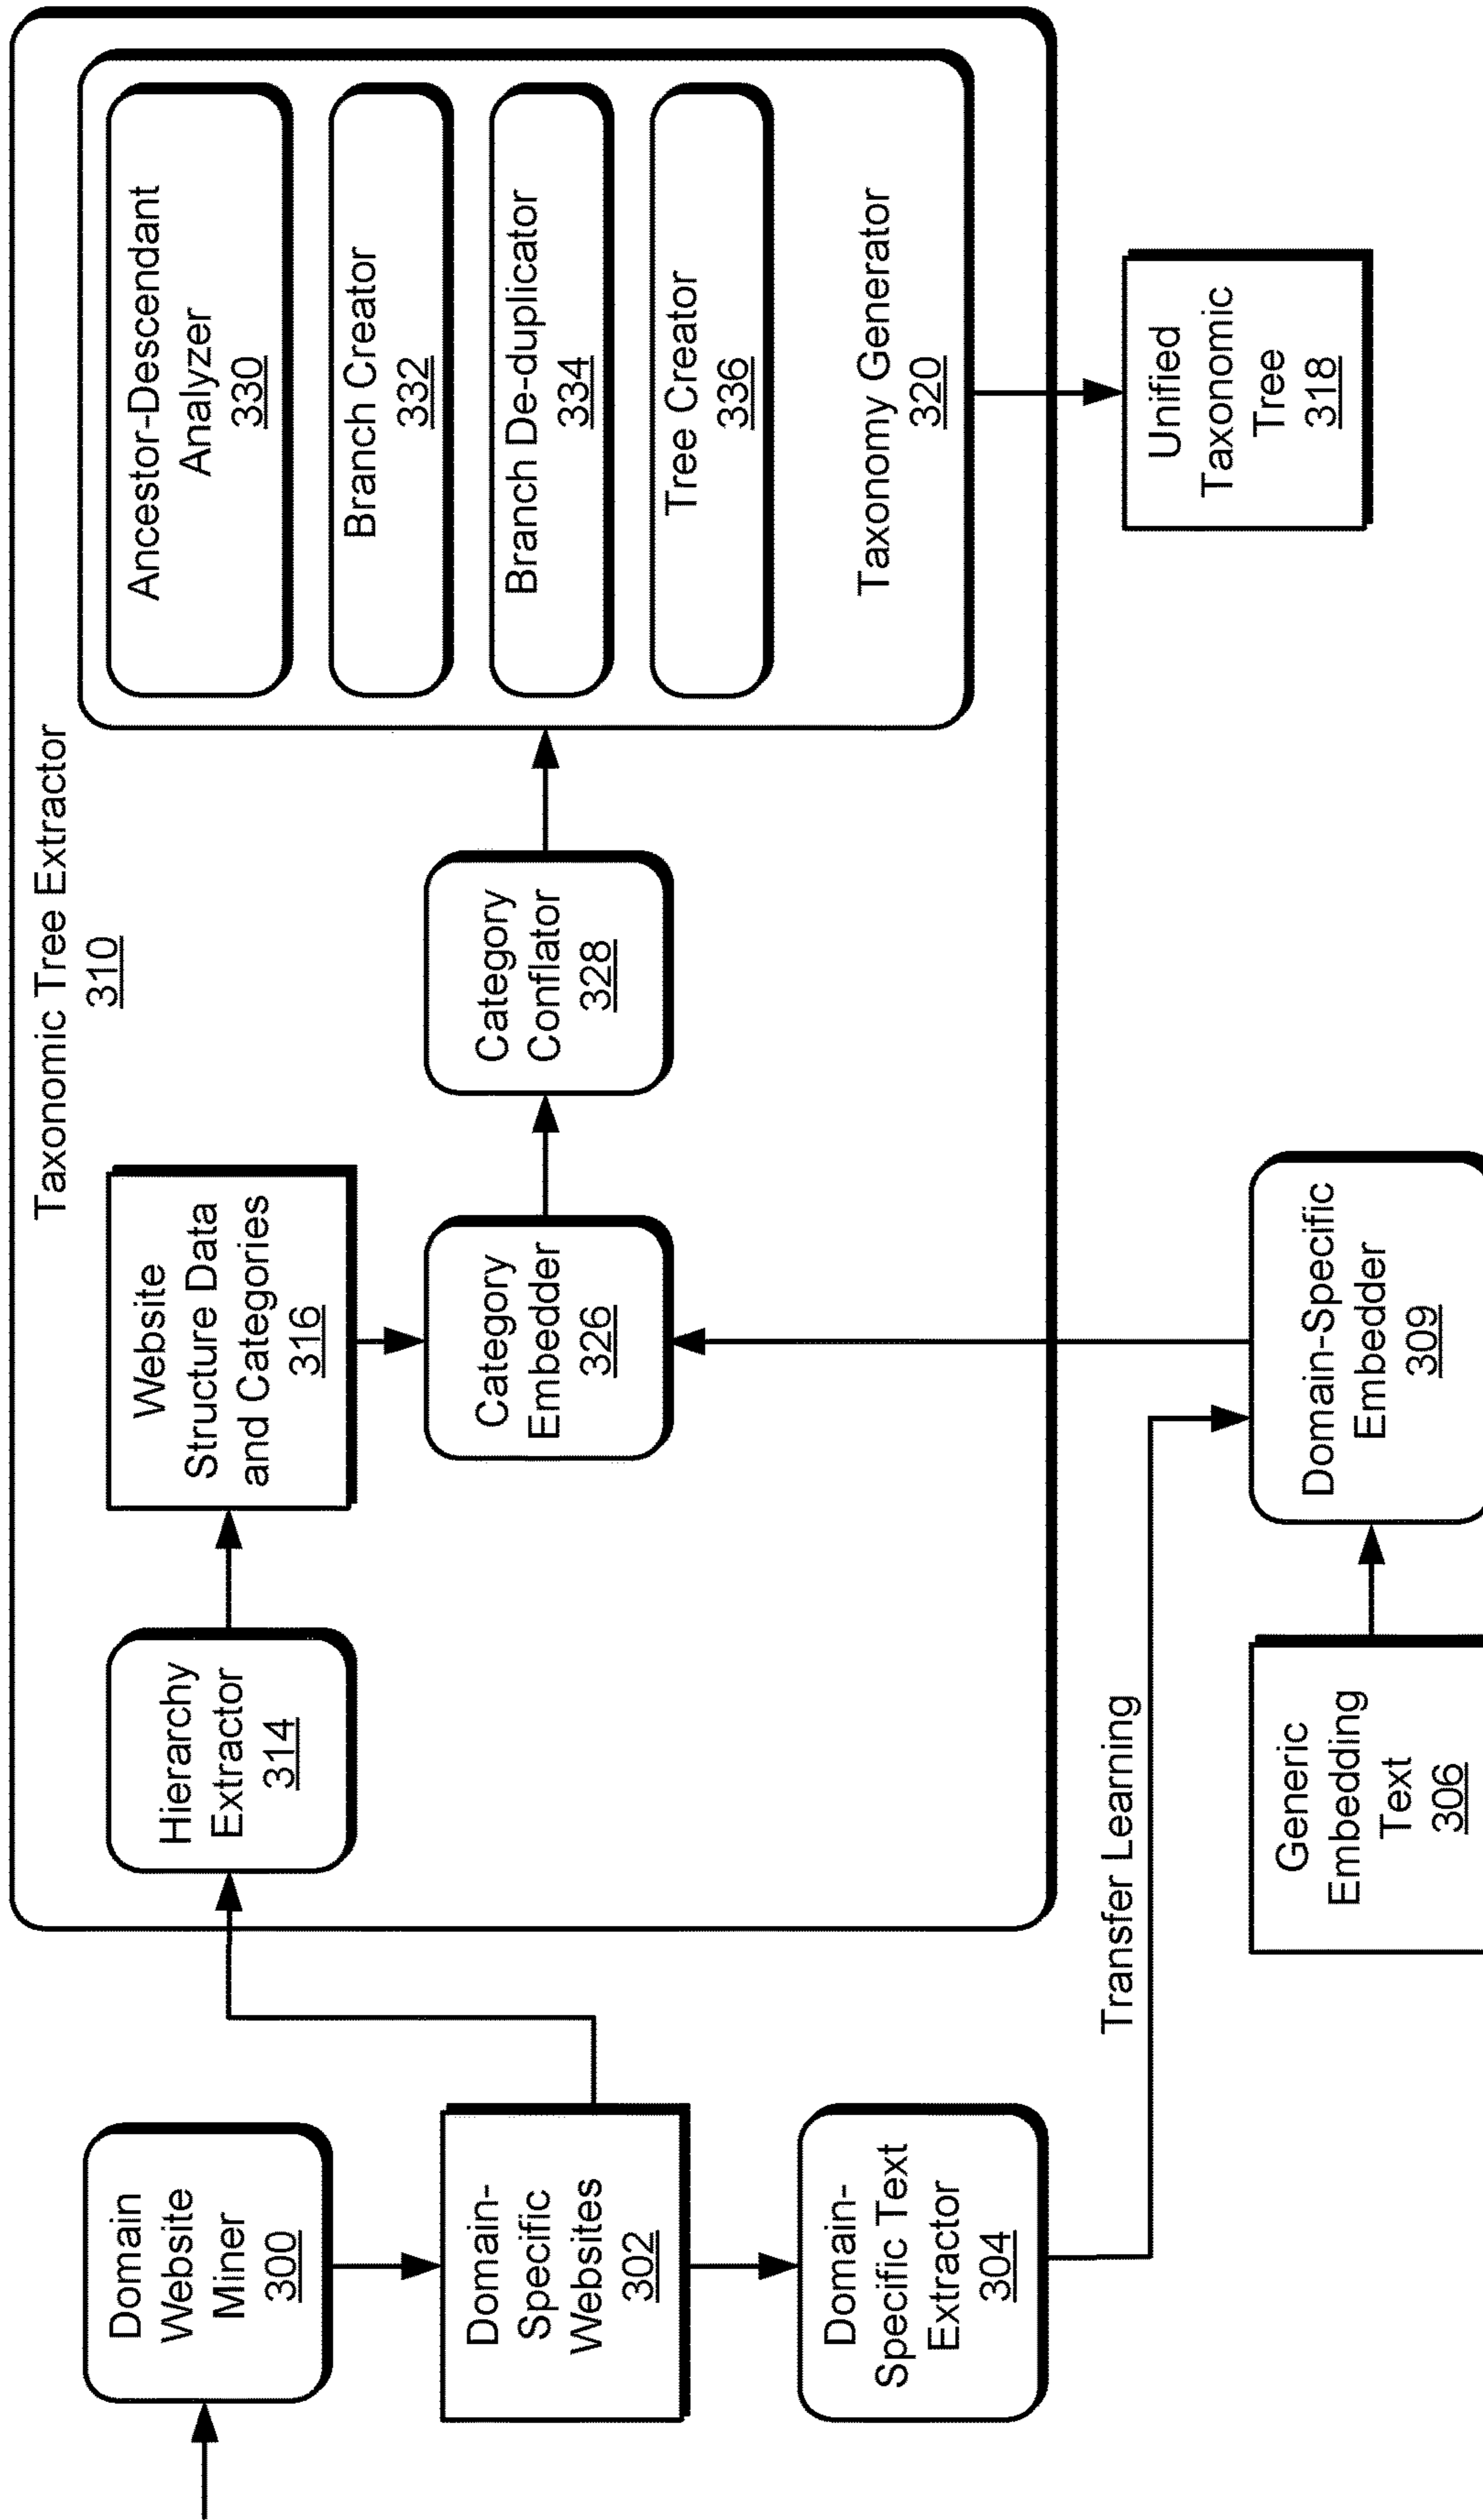 Domain
Website
Miner
300
Domain-
Specific
Websites
302
Domain-
Specific Text
Extractor
304
Taxonomic Tree Extractor
310
Hierarchy
Extractor
314
Website
Structure Data
and Categories
316
Category
Embedder
326
Category
Conflator
328
Ancestor-Descendant
Analyzer
330
Branch Creator
332
Branch De-duplicator
334
Tree Creator
336
Taxonomy Generator
320
Transfer Learning
Generic
Embedding
Text
306
Domain-Specific
Embedder
309
Unified
Taxonomic
Tree
318